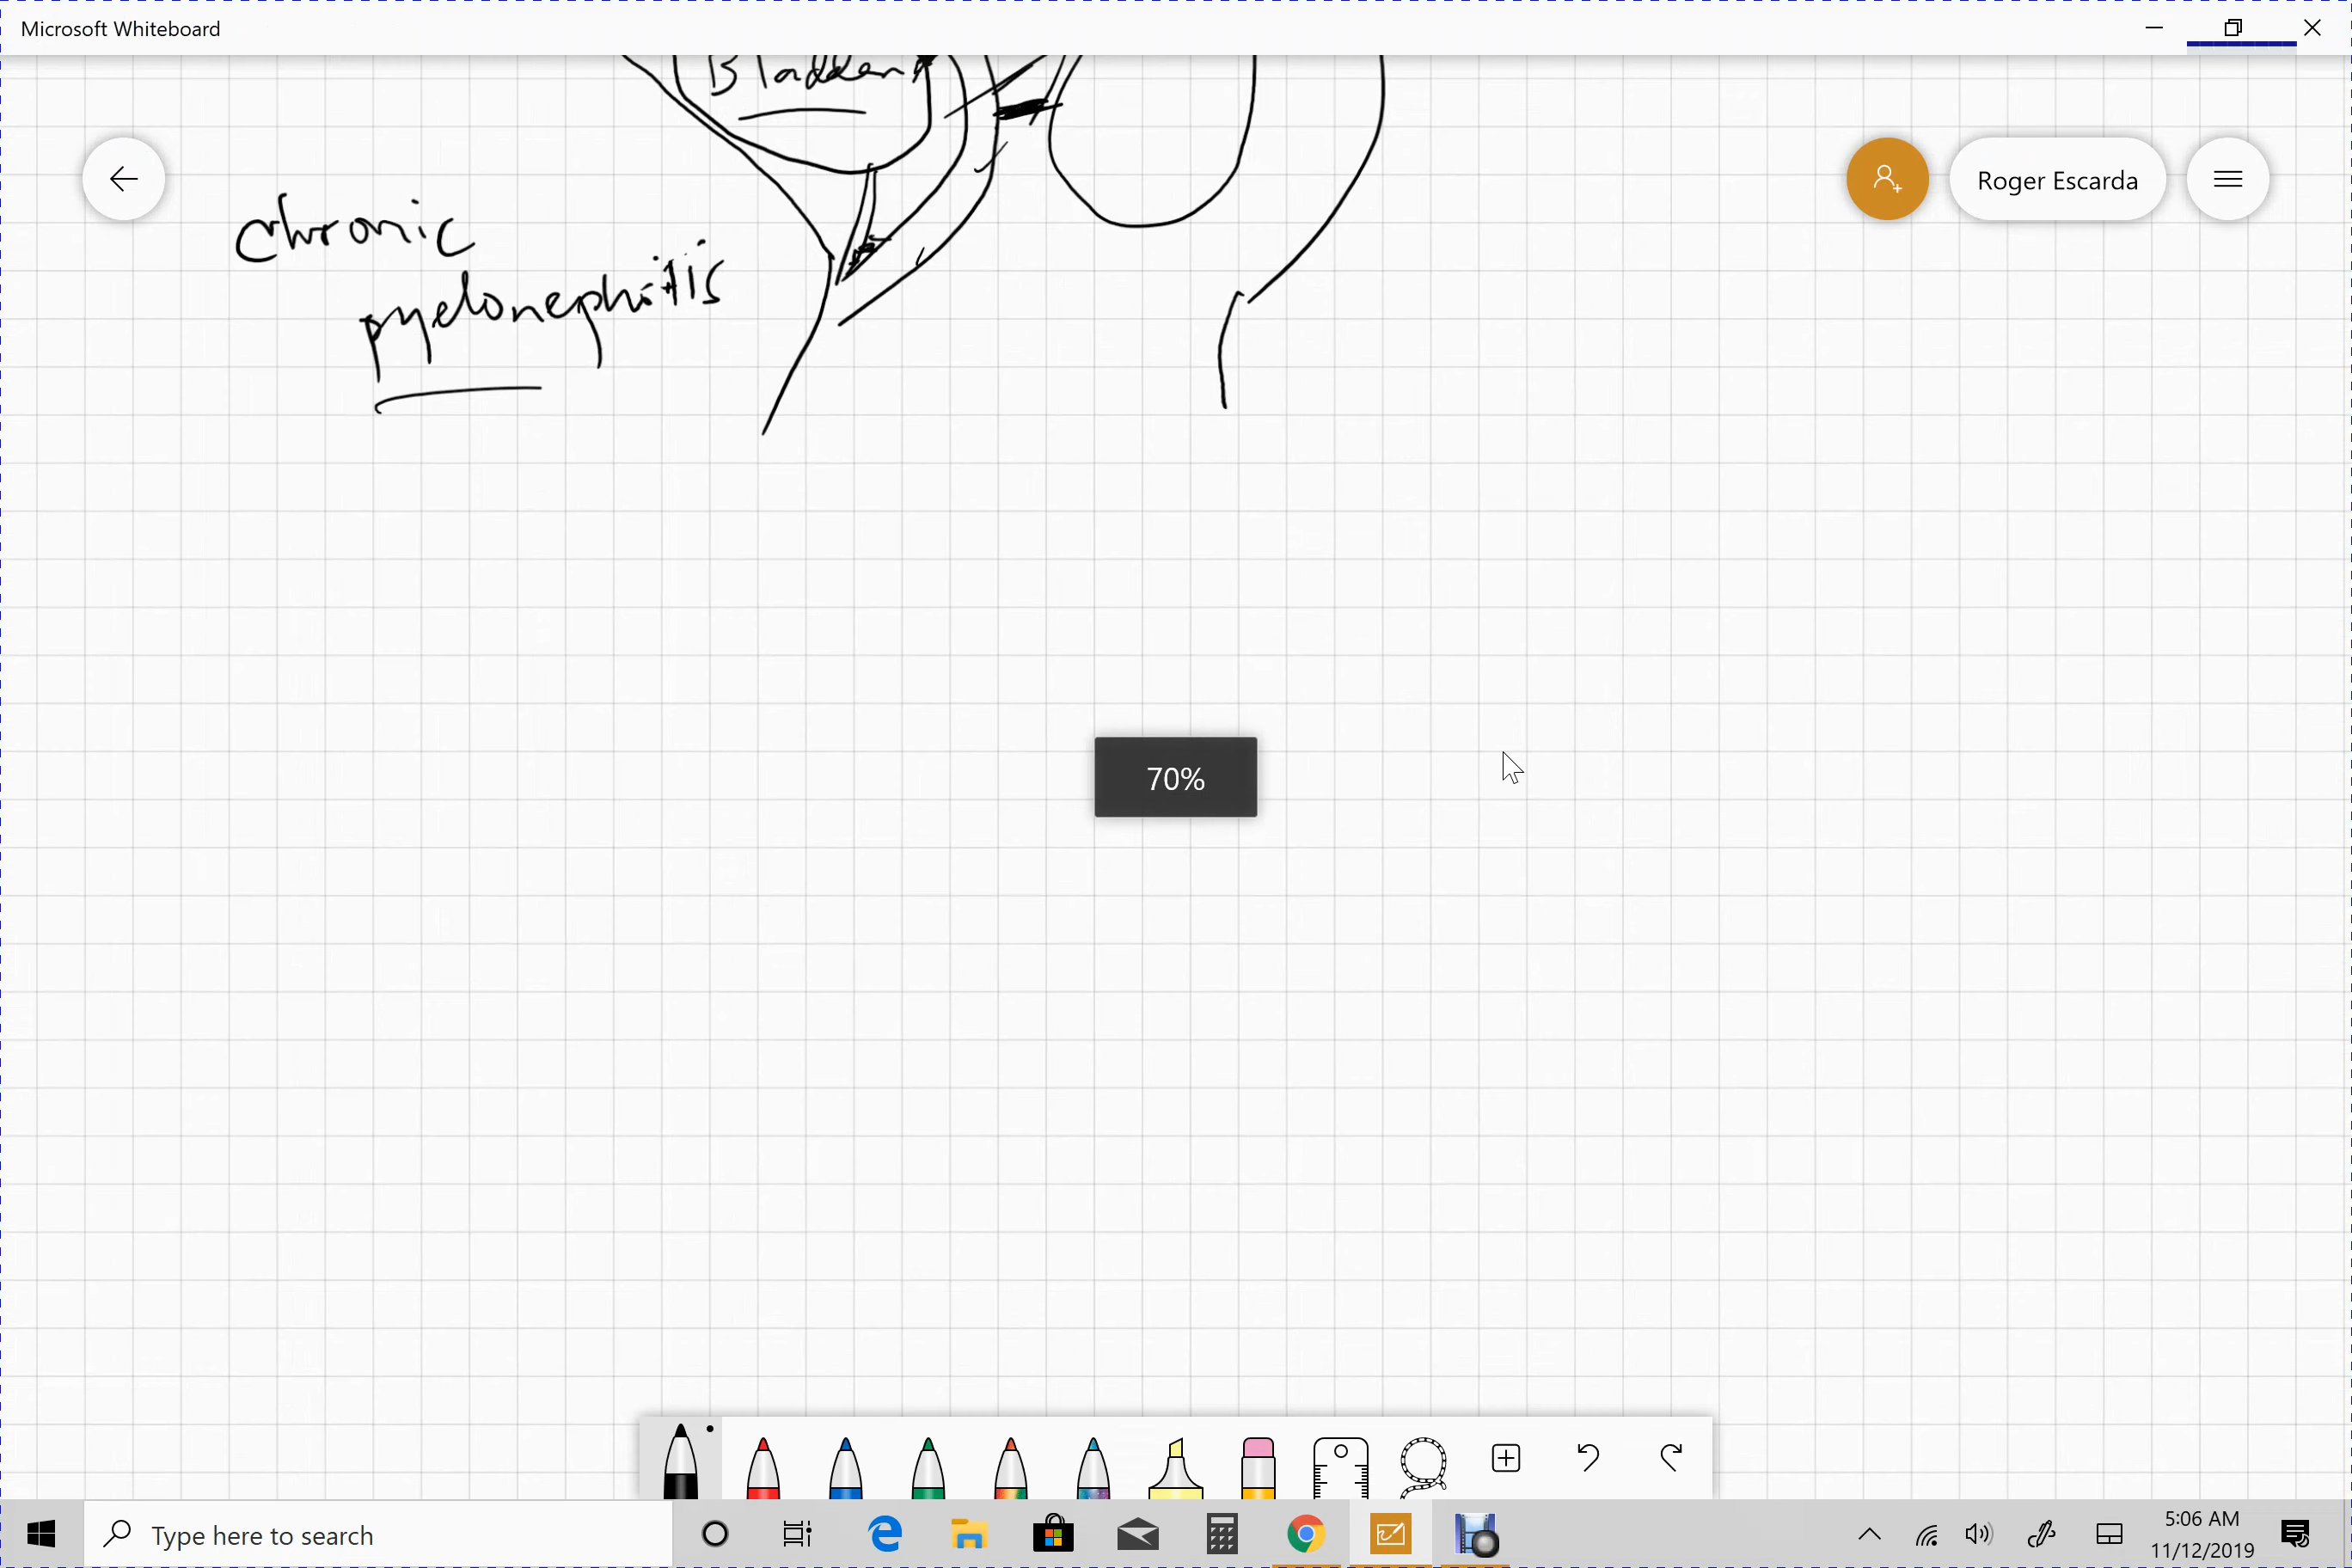 Microsoft Whiteboard
Bladder
Roger Escarda
chronic
pyelonephritis
70%
Type here to search
5:06 AM
11/12/2019